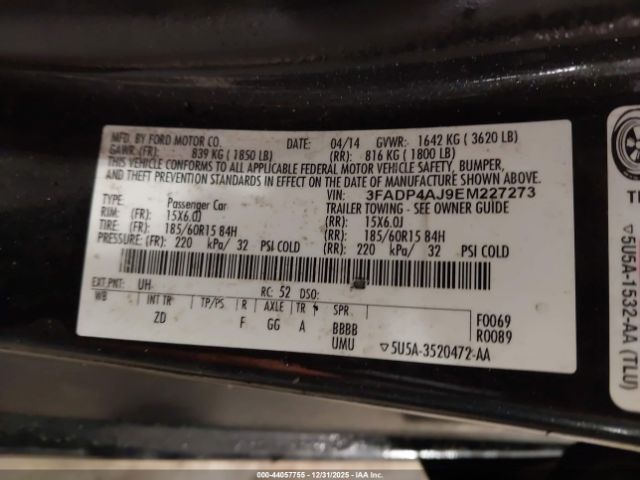 MFD. BY FORD MOTOR CO. DATE: 04/14 GVWR: 1642 KG ( 3620 LB)
GAWR: (FR): 839 KG ( 1850 LB) (RR): 816 KG ( 1800 LB)
THIS VEHICLE CONFORMS TO ALL APPLICABLE FEDERAL MOTOR VEHICLE SAFETY, BUMPER,
AND THEFT PREVENTION STANDARDS IN EFFECT ON THE DATE OF MANUFACTURE SHOWN ABOVE.
VIN: 3FADP4AJ9EM227273
TYPE: Passenger Car TRAILER TOWING - SEE OWNER GUIDE
RIM: (FR): 15X6.0J (RR): 15X6.0J
TIRE: (FR): 185/60R15 84H (RR): 185/60R15 84H
PRESSURE: (FR): 220 kPa/ 32 PSI COLD (RR): 220 kPa/ 32 PSI COLD
EXT. PNT: UH RC: 52 DSO:
WB INT TR TP/PS R AXLE TR SPR
ZD F GG A BBBB
UMU
F0069
R0089
▽5U5A-3520472-AA
▽5U5A-1532-AA (TLU)
000-44057755 - 12/31/2025 - IAAI.COM